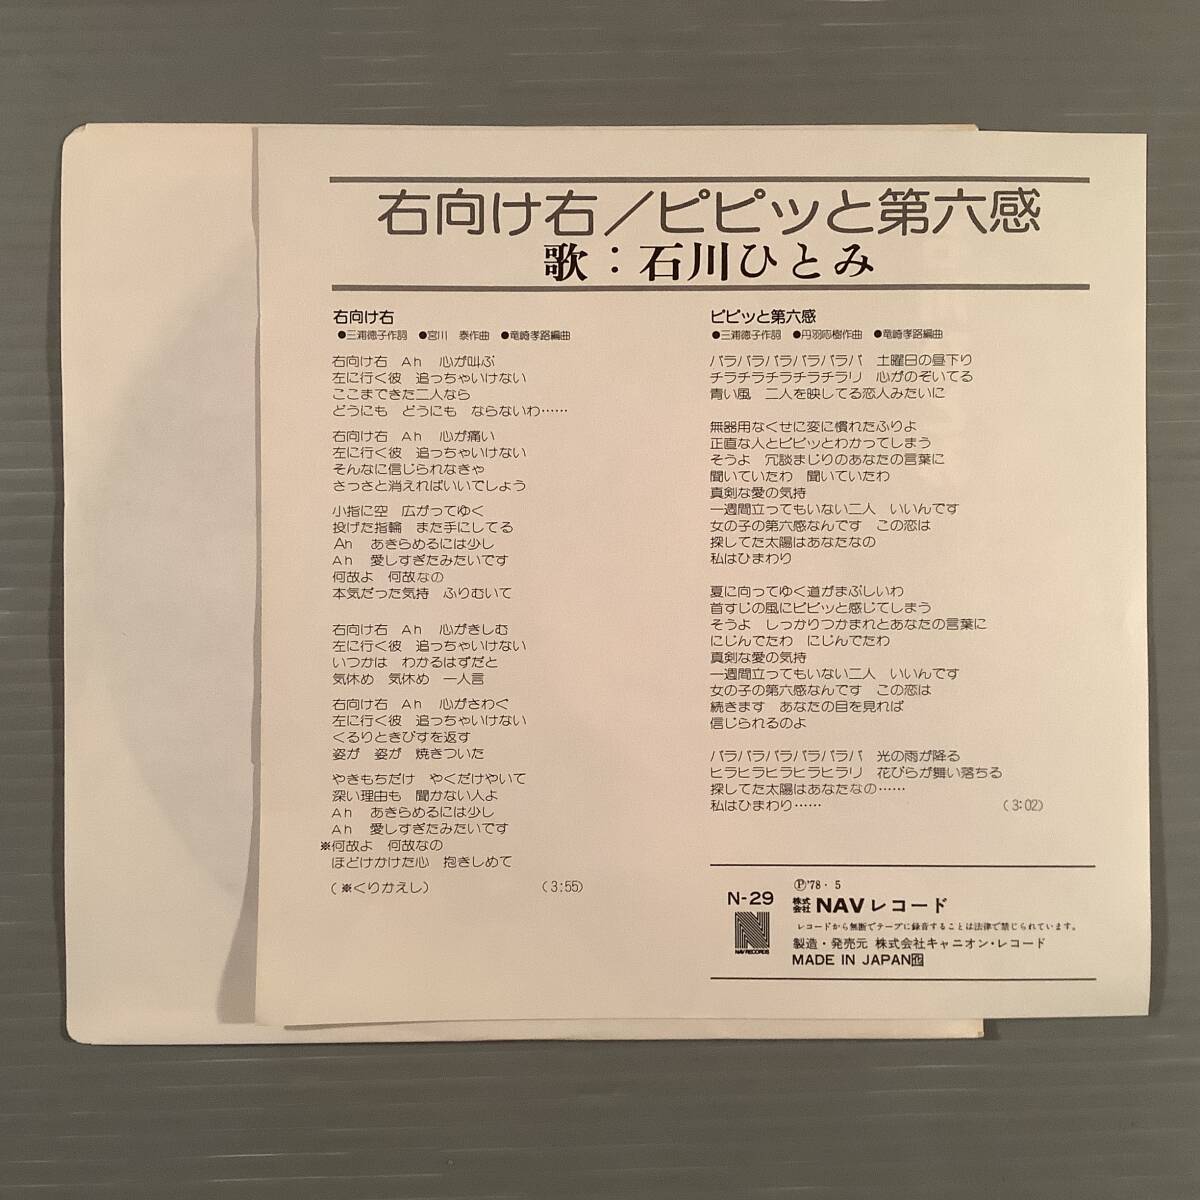 右向け右／ピピッと第六感
歌：石川ひとみ
右向け右
●三浦徳子作詞 ●宮川 泰作曲 ●竜崎孝路編曲
右向け右 Ah 心が叫ぶ
左に行く彼 追っちゃいけない
ここまできた二人なら
どうにも どうにも ならないわ……
右向け右 Ah 心が痛い
左に行く彼 追っちゃいけない
そんなに信じられなきゃ
さっさと消えればいいでしょう
小指に空 広がってゆく
投げた指輪 また手にしてる
Ah あきらめるには少し
Ah 愛しすぎたみたいです
何故よ 何故なの
本気だった気持 ふりむいて
右向け右 Ah 心がきしむ
左に行く彼 追っちゃいけない
いつかは わかるはずだと
気休め 気休め 一人言
右向け右 Ah 心がさわぐ
左に行く彼 追っちゃいけない
くるりときびすを返す
姿が 姿が 焼きついた
やきもちだけ やくだけやいて
深い理由も 聞かない人よ
Ah あきらめるには少し
Ah 愛しすぎたみたいです
※何故よ 何故なの
ほどけかけた心 抱きしめて
(※くりかえし) (3:55)
ピピッと第六感
●三浦徳子作詞 ●丹羽応樹作曲 ●竜崎孝路編曲
パラパラパラパラパラパ 土曜日の昼下り
チラチラチラチラチラリ 心がのぞいてる
青い風 二人を映してる恋人みたいに
無器用なくせに変に慣れたふりよ
正直な人とピピッとわかってしまう
そうよ 冗談まじりのあなたの言葉に
聞いていたわ 聞いていたわ
真剣な愛の気持
一週間立ってもいない二人 いいんです
女の子の第六感なんです この恋は
探してた太陽はあなたなの
私はひまわり
夏に向ってゆく道がまぶしいわ
首すじの風にピピッと感じてしまう
そうよ しっかりつかまれとあなたの言葉に
にじんでたわ にじんでたわ
真剣な愛の気持
一週間立ってもいない二人 いいんです
女の子の第六感なんです この恋は
続きます あなたの目を見れば
信じられるのよ
パラパラパラパラパラパ 光の雨が降る
ヒラヒラヒラヒラヒラリ 花びらが舞い落ちる
探してた太陽はあなたなの……
私はひまわり…… (3:02)
N-29
NAV RECORDS
Ⓟ'78・5
株式会社 NAVレコード
レコードから無断でテープに録音することは法律で禁じられています。
製造・発売元 株式会社キャニオン・レコード
MADE IN JAPAN